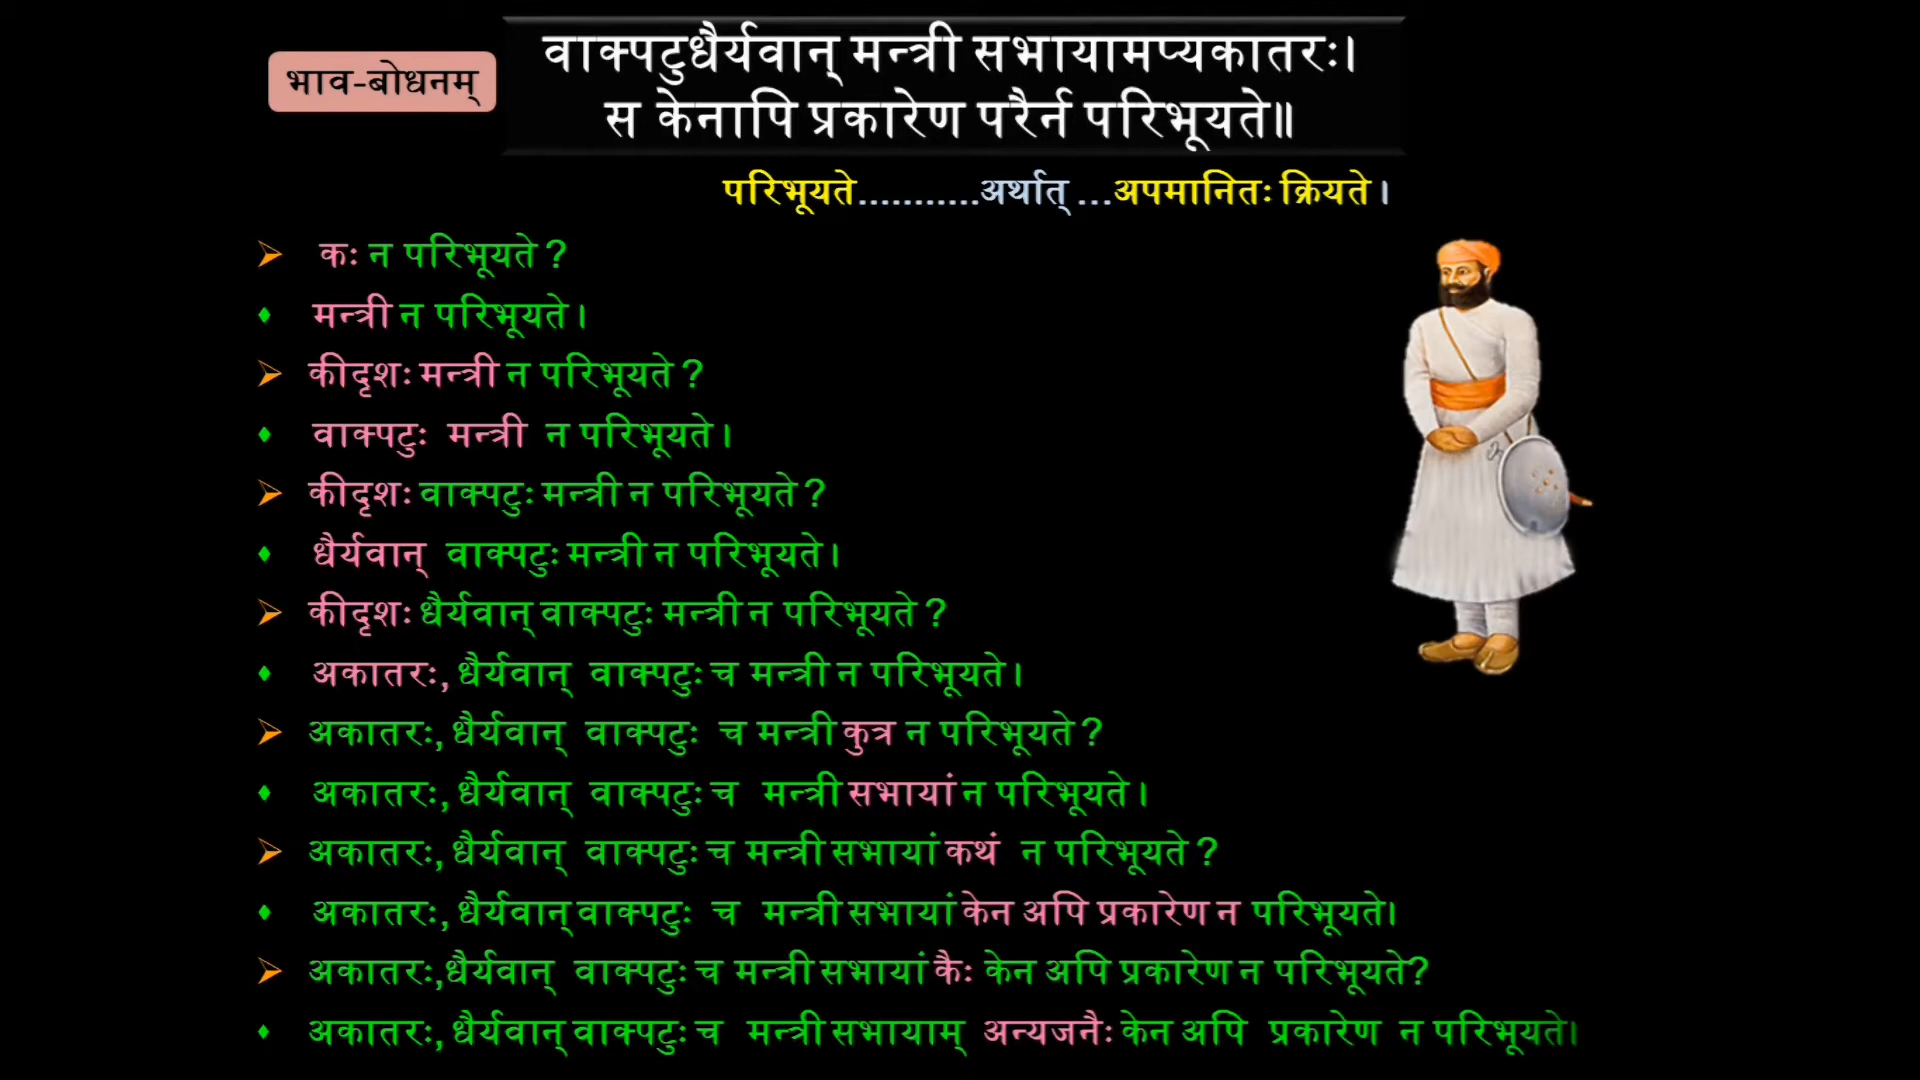 भाव-बोधनम्
वाक्पटुधैर्यवान् मन्त्री सभायामप्यकातरः।
स केनापि प्रकारेण परैर्न परिभूयते॥
परिभूयते...........अर्थात् ...अपमानितः क्रियते।
कः न परिभूयते ?
मन्त्री न परिभूयते।
कीदृशः मन्त्री न परिभूयते ?
वाक्पटुः मन्त्री न परिभूयते।
कीदृशः वाक्पटुः मन्त्री न परिभूयते ?
धैर्यवान् वाक्पटुः मन्त्री न परिभूयते।
कीदृशः धैर्यवान् वाक्पटुः मन्त्री न परिभूयते ?
अकातरः, धैर्यवान् वाक्पटुः च मन्त्री न परिभूयते।
अकातरः, धैर्यवान् वाक्पटुः च मन्त्री कुत्र न परिभूयते ?
अकातरः, धैर्यवान् वाक्पटुः च मन्त्री सभायां न परिभूयते।
अकातरः, धैर्यवान् वाक्पटुः च मन्त्री सभायां कथं न परिभूयते ?
अकातरः, धैर्यवान् वाक्पटुः च मन्त्री सभायां केन अपि प्रकारेण न परिभूयते।
अकातरः,धैर्यवान् वाक्पटुः च मन्त्री सभायां कैः केन अपि प्रकारेण न परिभूयते?
अकातरः, धैर्यवान् वाक्पटुः च मन्त्री सभायाम् अन्यजनैः केन अपि प्रकारेण न परिभूयते।